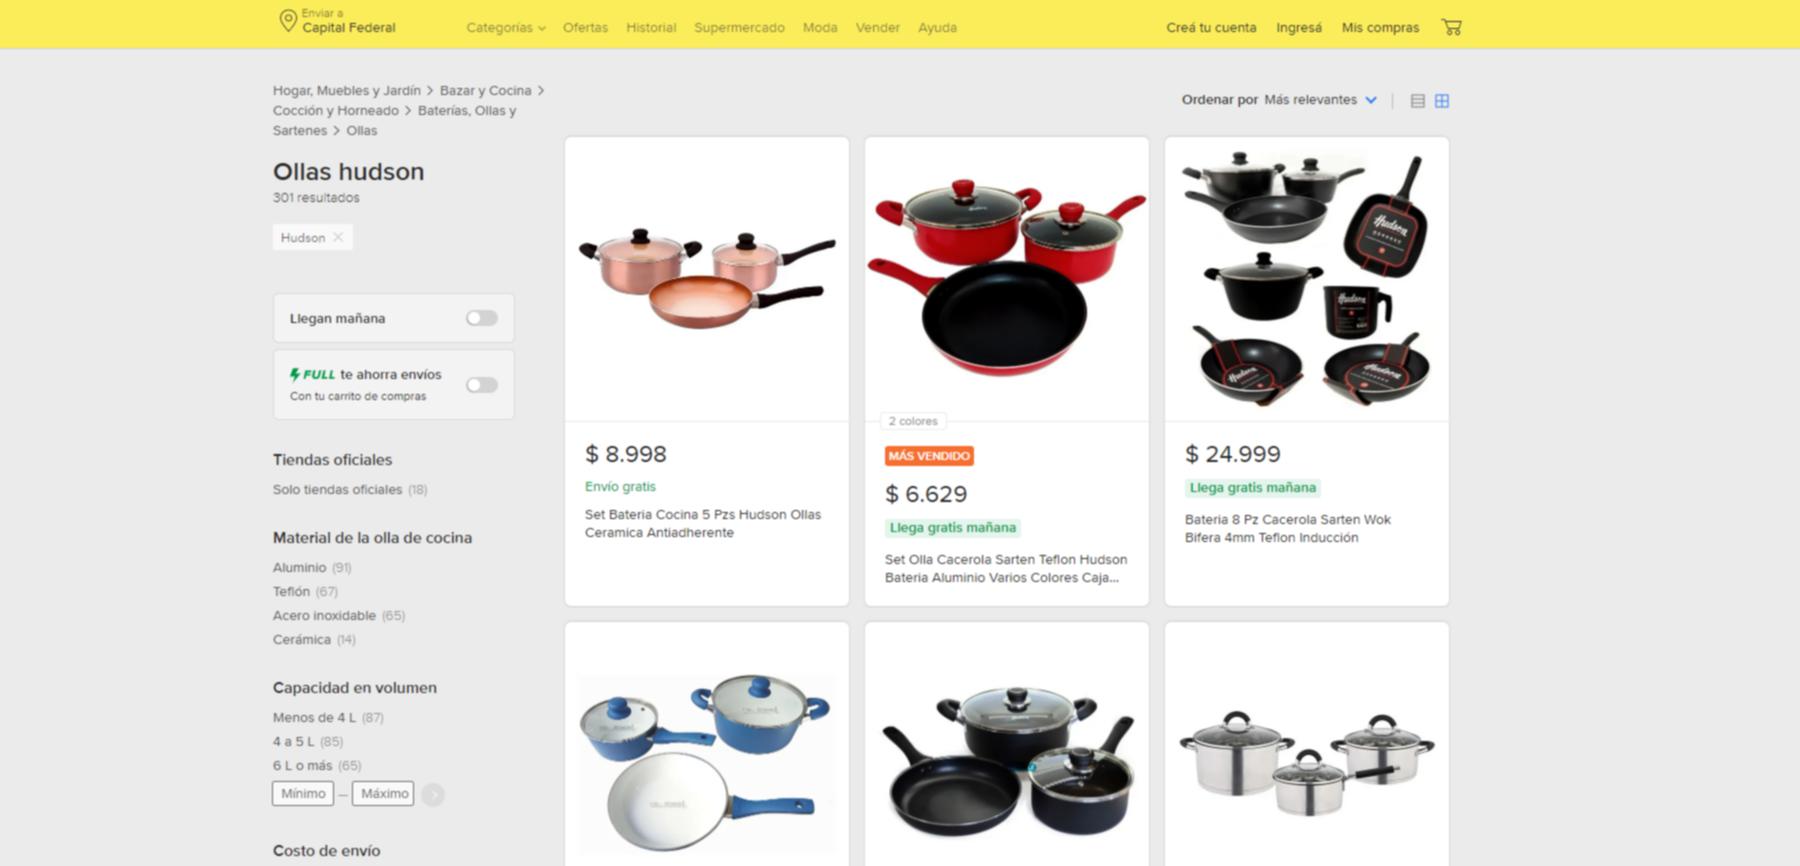 Enviar a
Capital Federal
Categorías
Ofertas
Historial
Supermercado
Moda
Vender
Ayuda
Creá tu cuenta
Ingresá
Mis compras
Hogar, Muebles y Jardín > Bazar y Cocina >
Cocción y Horneado > Baterías, Ollas y
Sartenes > Ollas
Ordenar por Más relevantes
Ollas hudson
301 resultados
Hudson ×
Llegan mañana
FULL te ahorra envíos
Con tu carrito de compras
Tiendas oficiales
Solo tiendas oficiales (18)
Material de la olla de cocina
Aluminio (91)
Teflón (67)
Acero inoxidable (65)
Cerámica (14)
Capacidad en volumen
Menos de 4 L (87)
4 a 5 L (85)
6 L o más (65)
Mínimo – Máximo
Costo de envío
$ 8.998
Envío gratis
Set Bateria Cocina 5 Pzs Hudson Ollas
Ceramica Antiadherente
2 colores
MÁS VENDIDO
$ 6.629
Llega gratis mañana
Set Olla Cacerola Sarten Teflon Hudson
Bateria Aluminio Varios Colores Caja...
Hudson
Hudson
Hudson
Hudson
$ 24.999
Llega gratis mañana
Bateria 8 Pz Cacerola Sarten Wok
Bifera 4mm Teflon Inducción